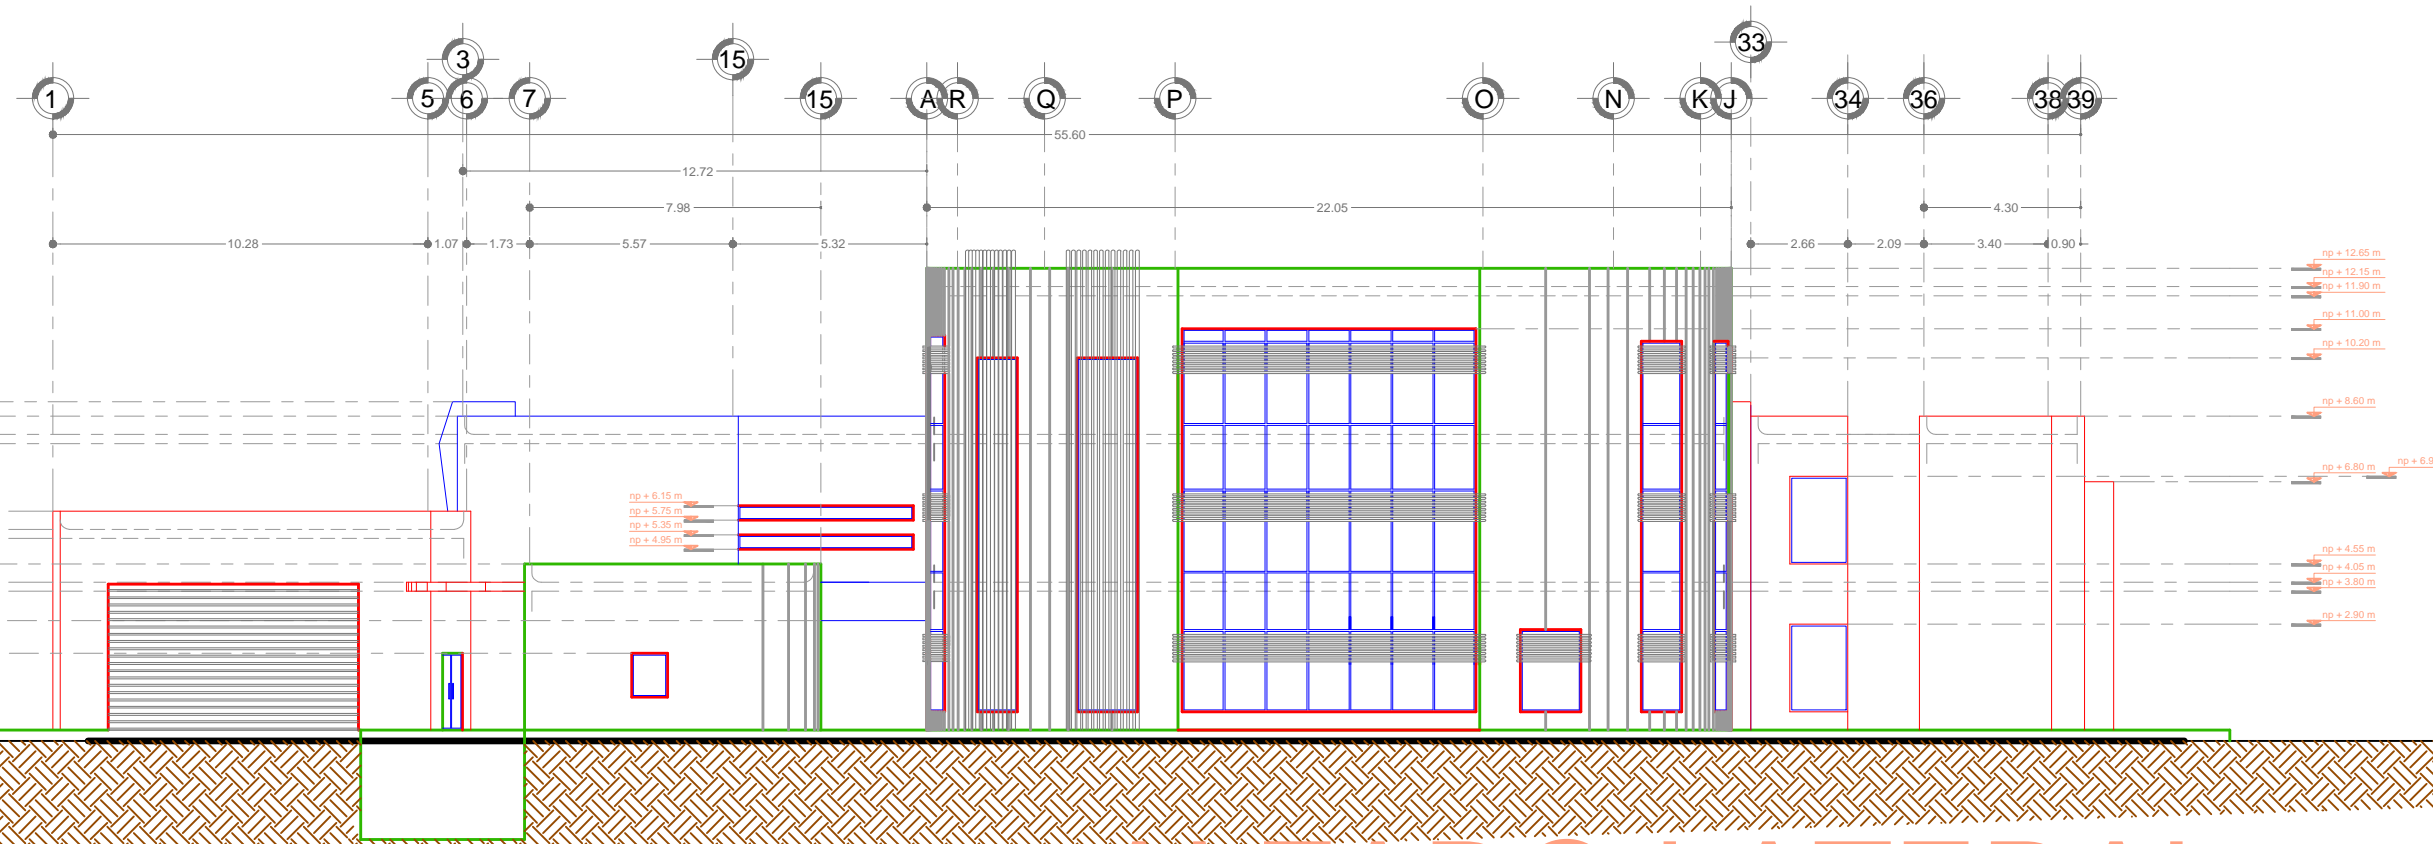 33
3
15
1
5
6
7
15
A
R
Q
P
O
N
K
J
34
36
38
39
55.60
12.72
7.98
22.05
4.30
10.28
1.07
1.73
5.57
5.32
2.66
2.09
3.40
0.90
np + 12.65 m
np + 12.15 m
np + 11.90 m
np + 11.00 m
np + 10.20 m
np + 8.60 m
np + 6.80 m
np + 6.9
np + 6.15 m
np + 5.75 m
np + 5.35 m
np + 4.95 m
np + 4.55 m
np + 4.05 m
np + 3.80 m
np + 2.90 m